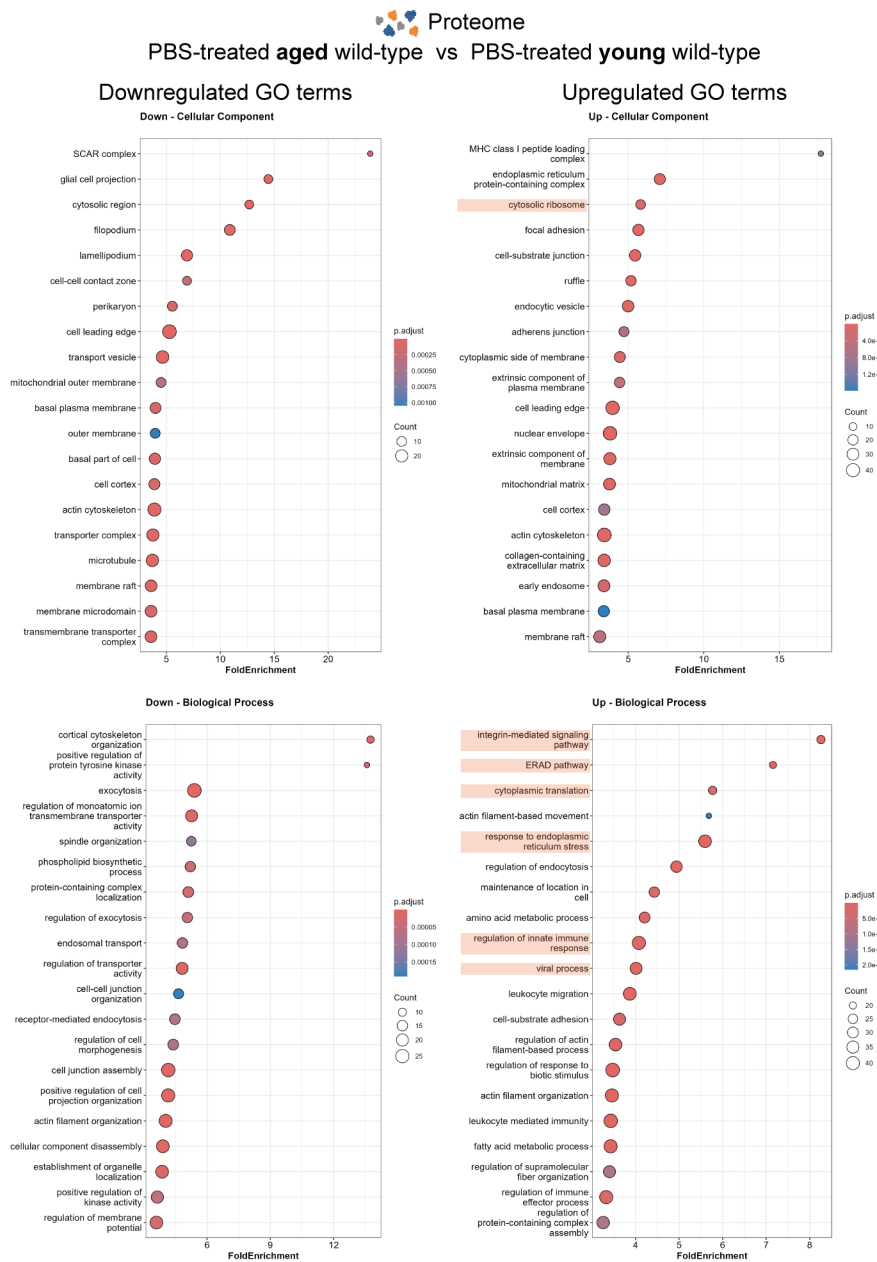 Proteome
PBS-treated aged wild-type vs PBS-treated young wild-type
Downregulated GO terms
Down - Cellular Component
SCAR complex
glial cell projection
cytosolic region
filopodium
lamellipodium
cell-cell contact zone
perikaryon
cell leading edge
transport vesicle
mitochondrial outer membrane
basal plasma membrane
outer membrane
basal part of cell
cell cortex
actin cytoskeleton
transporter complex
microtubule
membrane raft
membrane microdomain
transmembrane transporter
complex
5 10 15 20
FoldEnrichment
p.adjust
0.00025
0.00050
0.00075
0.00100
Count
10
20
Upregulated GO terms
Up - Cellular Component
MHC class I peptide loading
complex
endoplasmic reticulum
protein-containing complex
cytosolic ribosome
focal adhesion
cell-substrate junction
ruffle
endocytic vesicle
adherens junction
cytoplasmic side of membrane
extrinsic component of
plasma membrane
cell leading edge
nuclear envelope
extrinsic component of
membrane
mitochondrial matrix
cell cortex
actin cytoskeleton
collagen-containing
extracellular matrix
early endosome
basal plasma membrane
membrane raft
5 10 15
FoldEnrichment
p.adjust
4.0e-
8.0e-
1.2e-
Count
10
20
30
40
Down - Biological Process
cortical cytoskeleton
organization
positive regulation of
protein tyrosine kinase
activity
exocytosis
regulation of monoatomic ion
transmembrane transporter
activity
spindle organization
phospholipid biosynthetic
process
protein-containing complex
localization
regulation of exocytosis
endosomal transport
regulation of transporter
activity
cell-cell junction
organization
receptor-mediated endocytosis
regulation of cell
morphogenesis
cell junction assembly
positive regulation of cell
projection organization
actin filament organization
cellular component disassembly
establishment of organelle
localization
positive regulation of
kinase activity
regulation of membrane
potential
6 9 12
FoldEnrichment
p.adjust
0.00005
0.00010
0.00015
Count
10
15
20
25
Up - Biological Process
integrin-mediated signaling
pathway
ERAD pathway
cytoplasmic translation
actin filament-based movement
response to endoplasmic
reticulum stress
regulation of endocytosis
maintenance of location in
cell
amino acid metabolic process
regulation of innate immune
response
viral process
leukocyte migration
cell-substrate adhesion
regulation of actin
filament-based process
regulation of response to
biotic stimulus
actin filament organization
leukocyte mediated immunity
fatty acid metabolic process
regulation of supramolecular
fiber organization
regulation of immune
effector process
regulation of
protein-containing complex
assembly
4 5 6 7 8
FoldEnrichment
p.adjust
5.0e-
1.0e-
1.5e-
2.0e-
Count
20
25
30
35
40